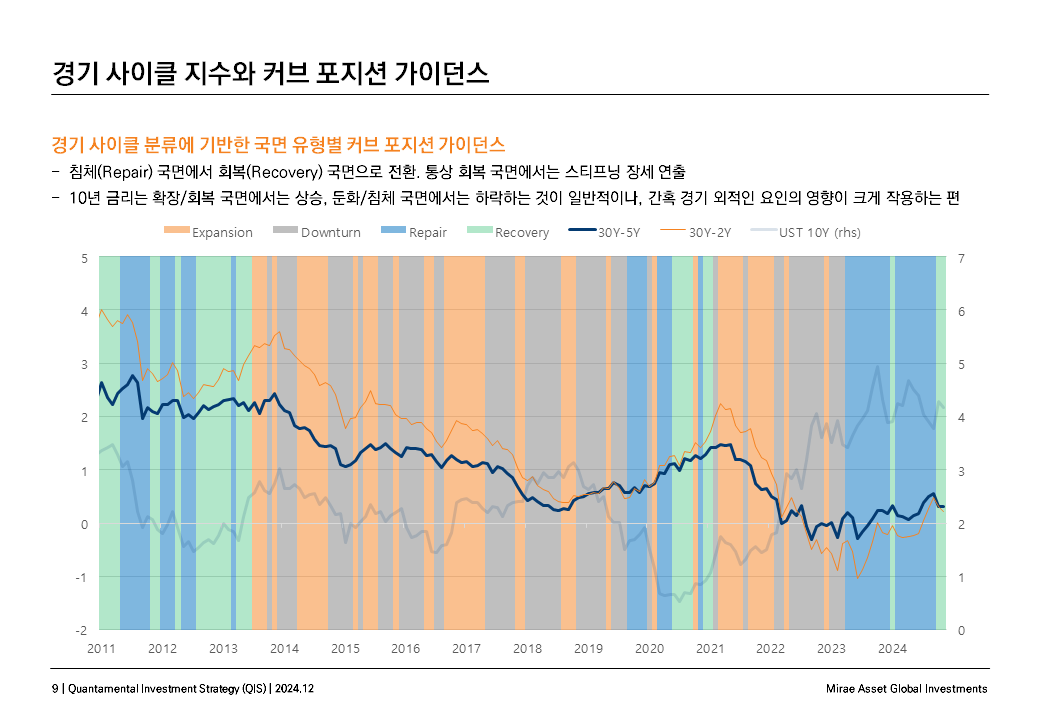 경기 사이클 지수와 커브 포지션 가이던스
경기 사이클 분류에 기반한 국면 유형별 커브 포지션 가이던스
– 침체(Repair) 국면에서 회복(Recovery) 국면으로 전환. 통상 회복 국면에서는 스티프닝 장세 연출
– 10년 금리는 확장/회복 국면에서는 상승, 둔화/침체 국면에서는 하락하는 것이 일반적이나, 간혹 경기 외적인 요인의 영향이 크게 작용하는 편
Expansion Downturn Repair Recovery 30Y-5Y 30Y-2Y UST 10Y (rhs)
5 7
4 6
3 5
2 4
1 3
0 2
-1 1
-2 0
2011 2012 2013 2014 2015 2016 2017 2018 2019 2020 2021 2022 2023 2024
9 | Quantamental Investment Strategy (QIS) | 2024.12 Mirae Asset Global Investments